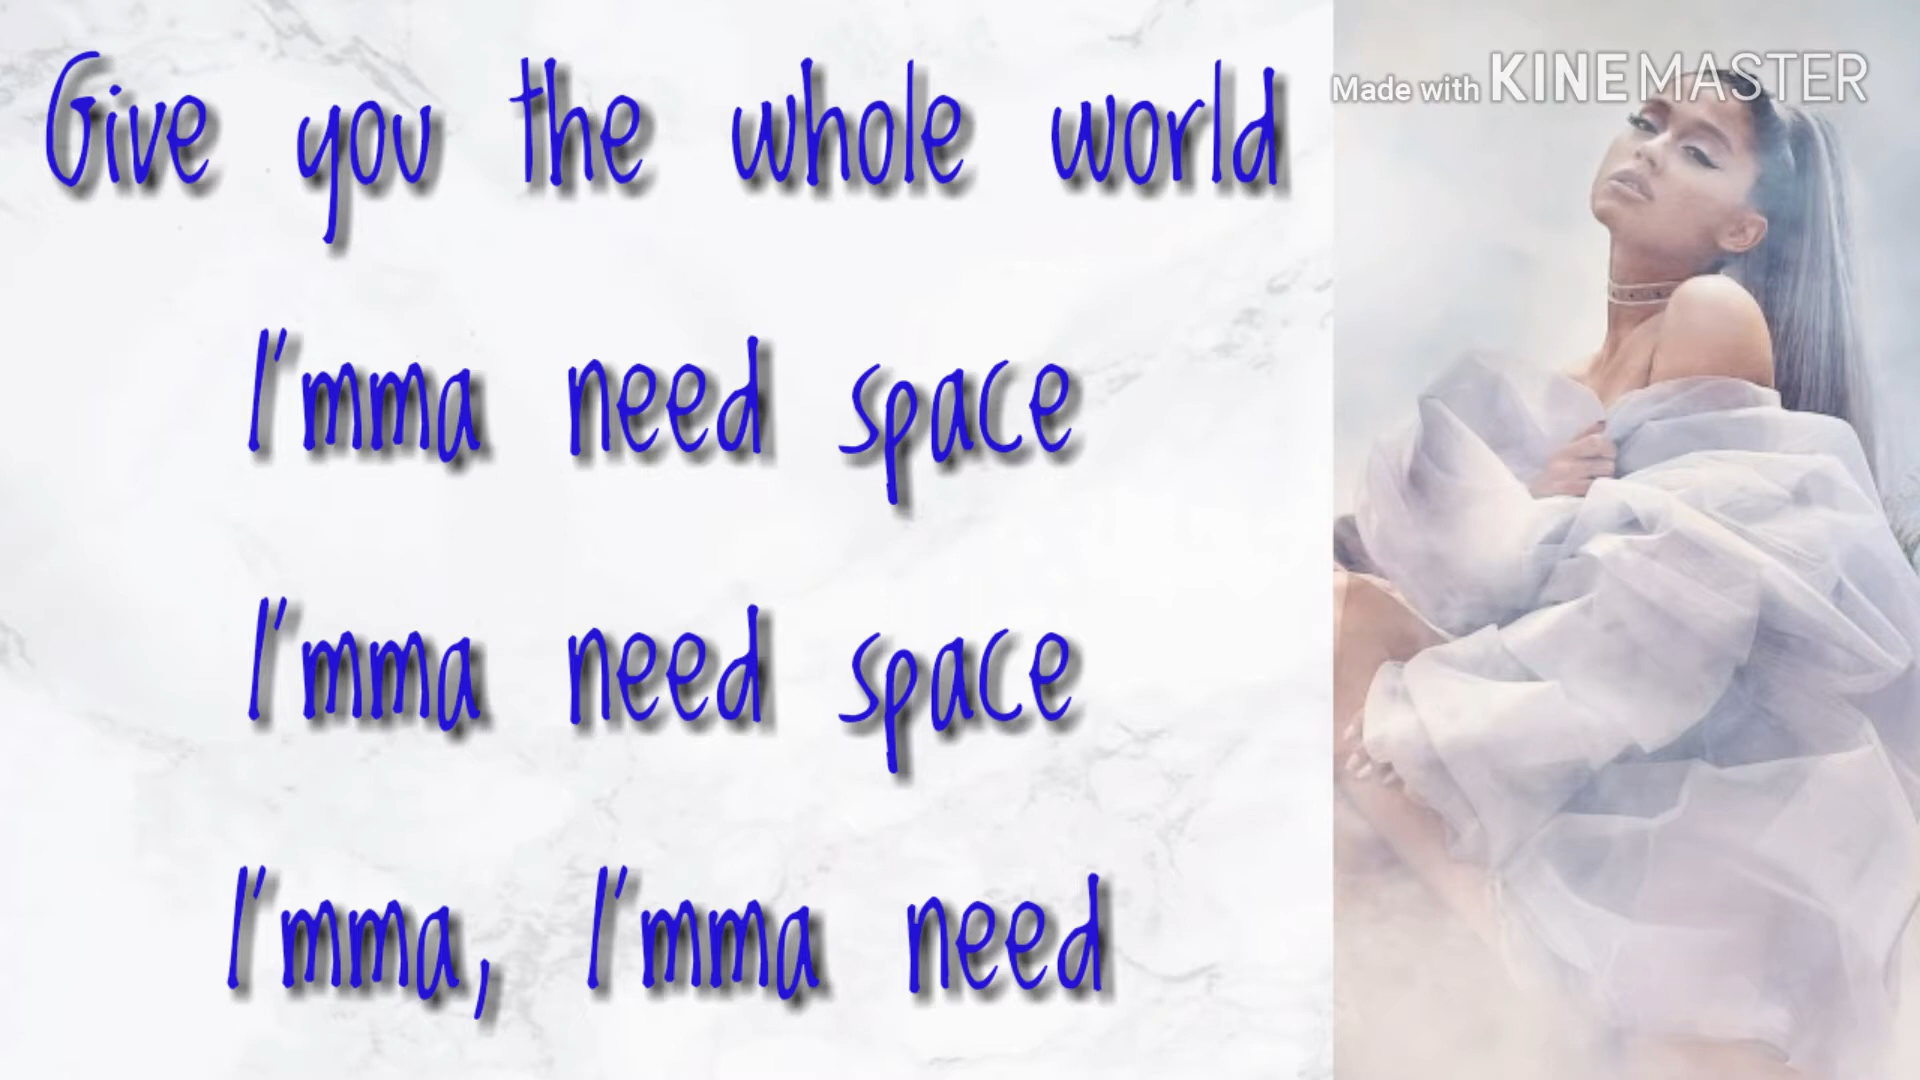 Give you the whole world
I'mma need space
I'mma need space
I'mma, I'mma need
Made with KINEMASTER